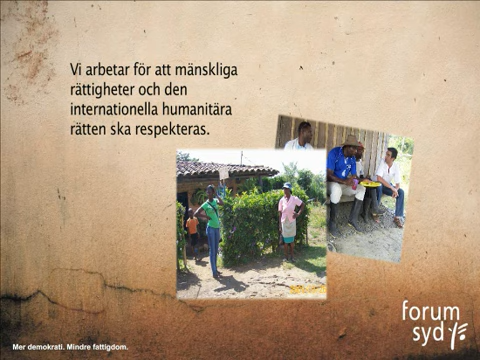 Vi arbetar för att mänskliga
rättigheter och den
internationella humanitära
rätten ska respekteras.
Mer demokrati. Mindre fattigdom.
forum
syd